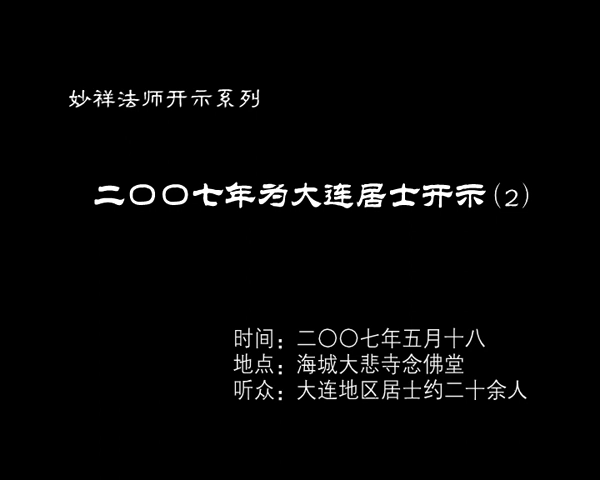 妙祥法师开示系列
二〇〇七年为大连居士开示(2)
时间：二〇〇七年五月十八
地点：海城大悲寺念佛堂
听众：大连地区居士约二十余人